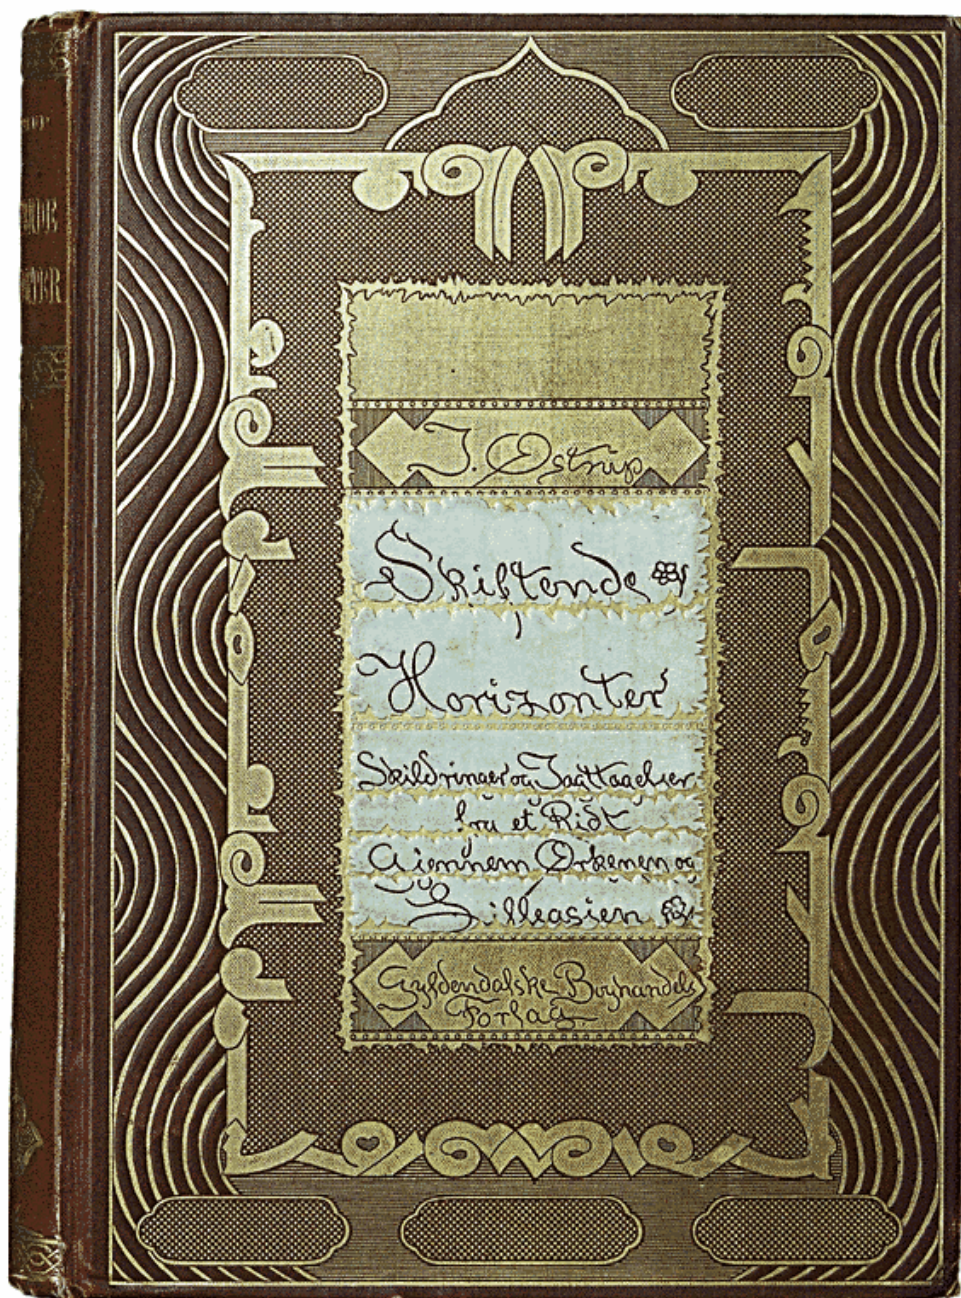 J. Østrup
Skiftende
Horizonter
Skildringer og Iagttagelser
fra et Ridt
Gjennem Ørkenen og
Lilleasien
Gyldendalske Boghandels
Forlag